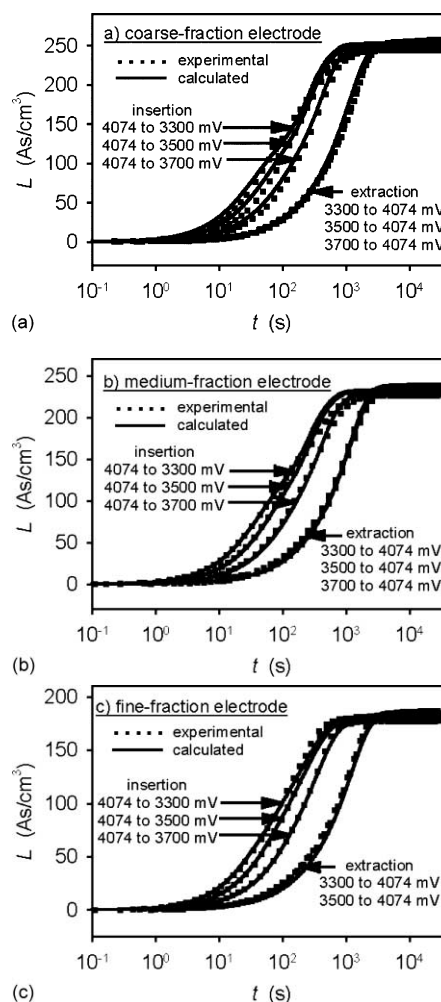 a) coarse-fraction electrode
experimental
calculated
insertion
4074 to 3300 mV
4074 to 3500 mV
4074 to 3700 mV
extraction
3300 to 4074 mV
3500 to 4074 mV
3700 to 4074 mV
250
200
150
100
50
0
L (As/cm³)
10⁻¹ 10⁰ 10¹ 10² 10³ 10⁴
t (s)
(a)
b) medium-fraction electrode
experimental
calculated
insertion
4074 to 3300 mV
4074 to 3500 mV
4074 to 3700 mV
extraction
3300 to 4074 mV
3500 to 4074 mV
3700 to 4074 mV
250
200
150
100
50
0
L (As/cm³)
10⁻¹ 10⁰ 10¹ 10² 10³ 10⁴
t (s)
(b)
c) fine-fraction electrode
experimental
calculated
insertion
4074 to 3300 mV
4074 to 3500 mV
4074 to 3700 mV
extraction
3300 to 4074 mV
3500 to 4074 mV
200
150
100
50
0
L (As/cm³)
10⁻¹ 10⁰ 10¹ 10² 10³ 10⁴
t (s)
(c)